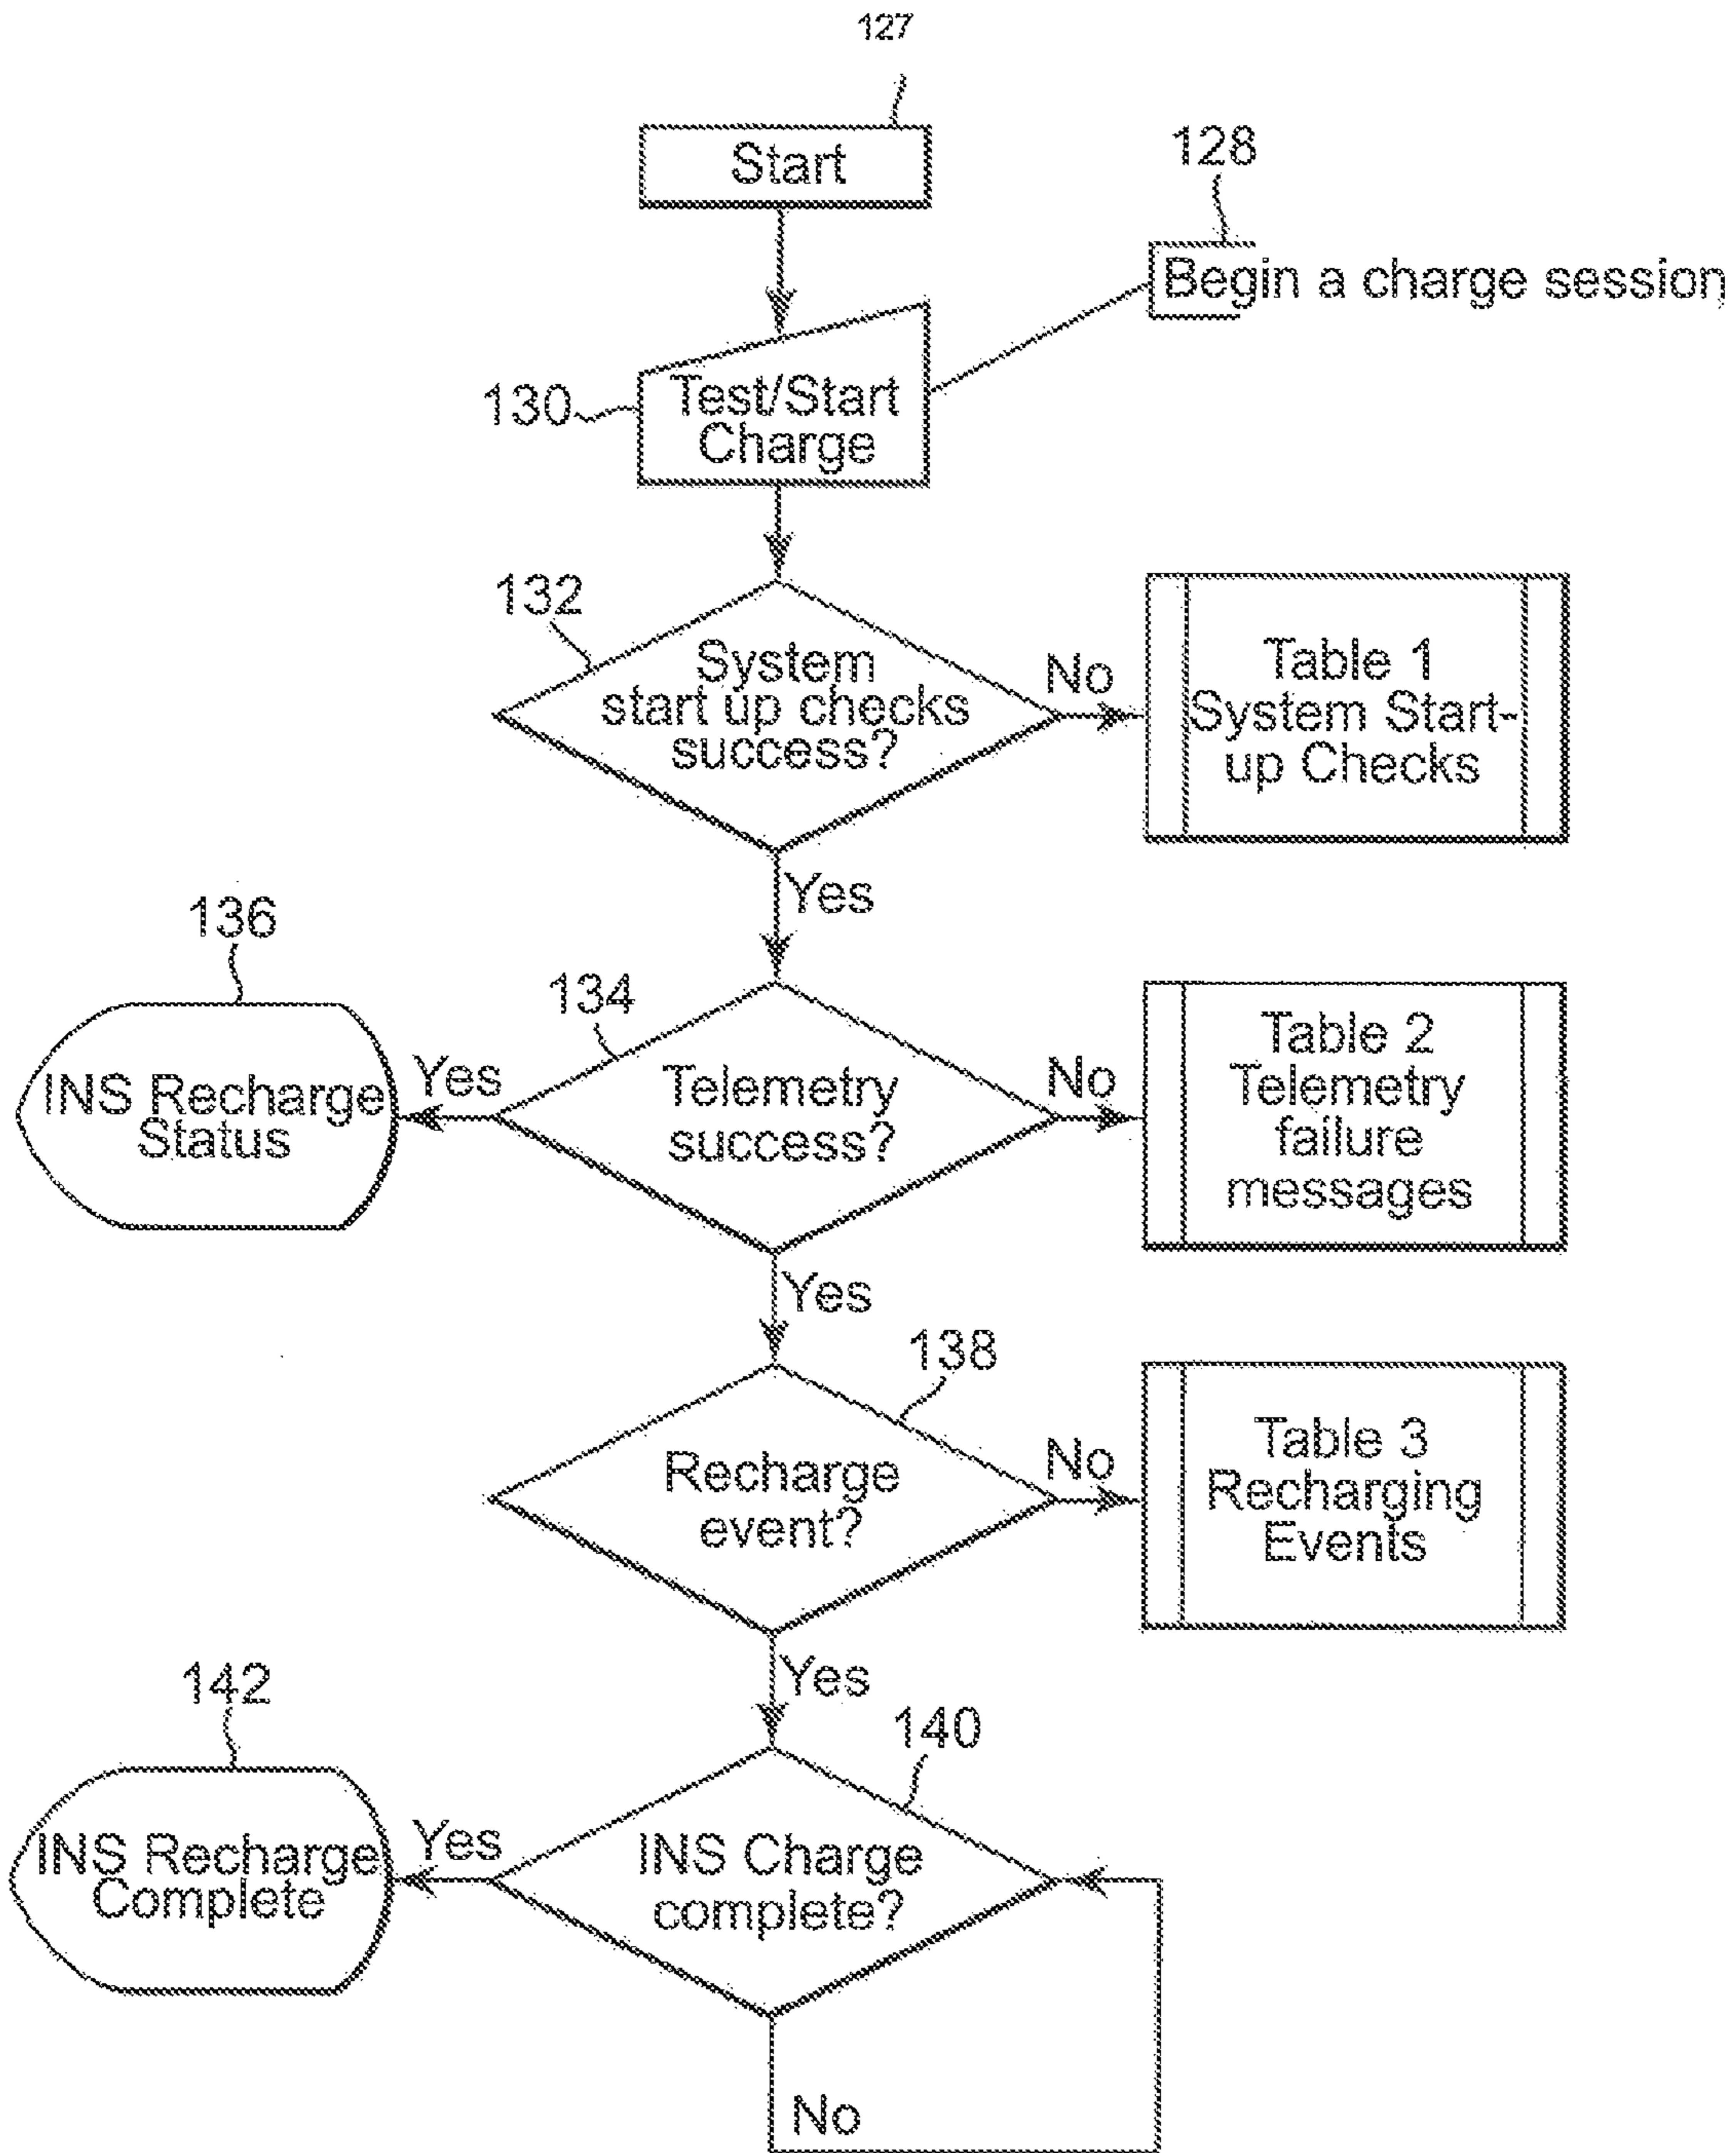 127
Start
128
Begin a charge session
130
Test/Start
Charge
132
System
start up checks
success?
No
Table 1
System Start-
up Checks
Yes
136
INS Recharge
Status
Yes
134
Telemetry
success?
No
Table 2
Telemetry
failure
messages
Yes
138
Recharge
event?
No
Table 3
Recharging
Events
Yes
142
INS Recharge
Complete
Yes
140
INS Charge
complete?
No